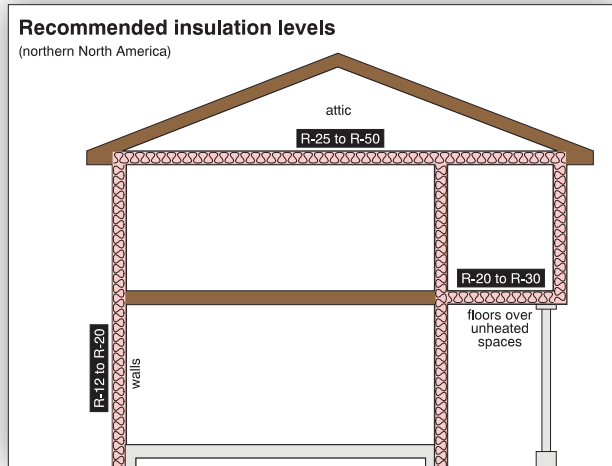 Recommended insulation levels
(northern North America)
attic
R-25 to R-50
R-20 to R-30
floors over
unheated
spaces
R-12 to R-20
walls